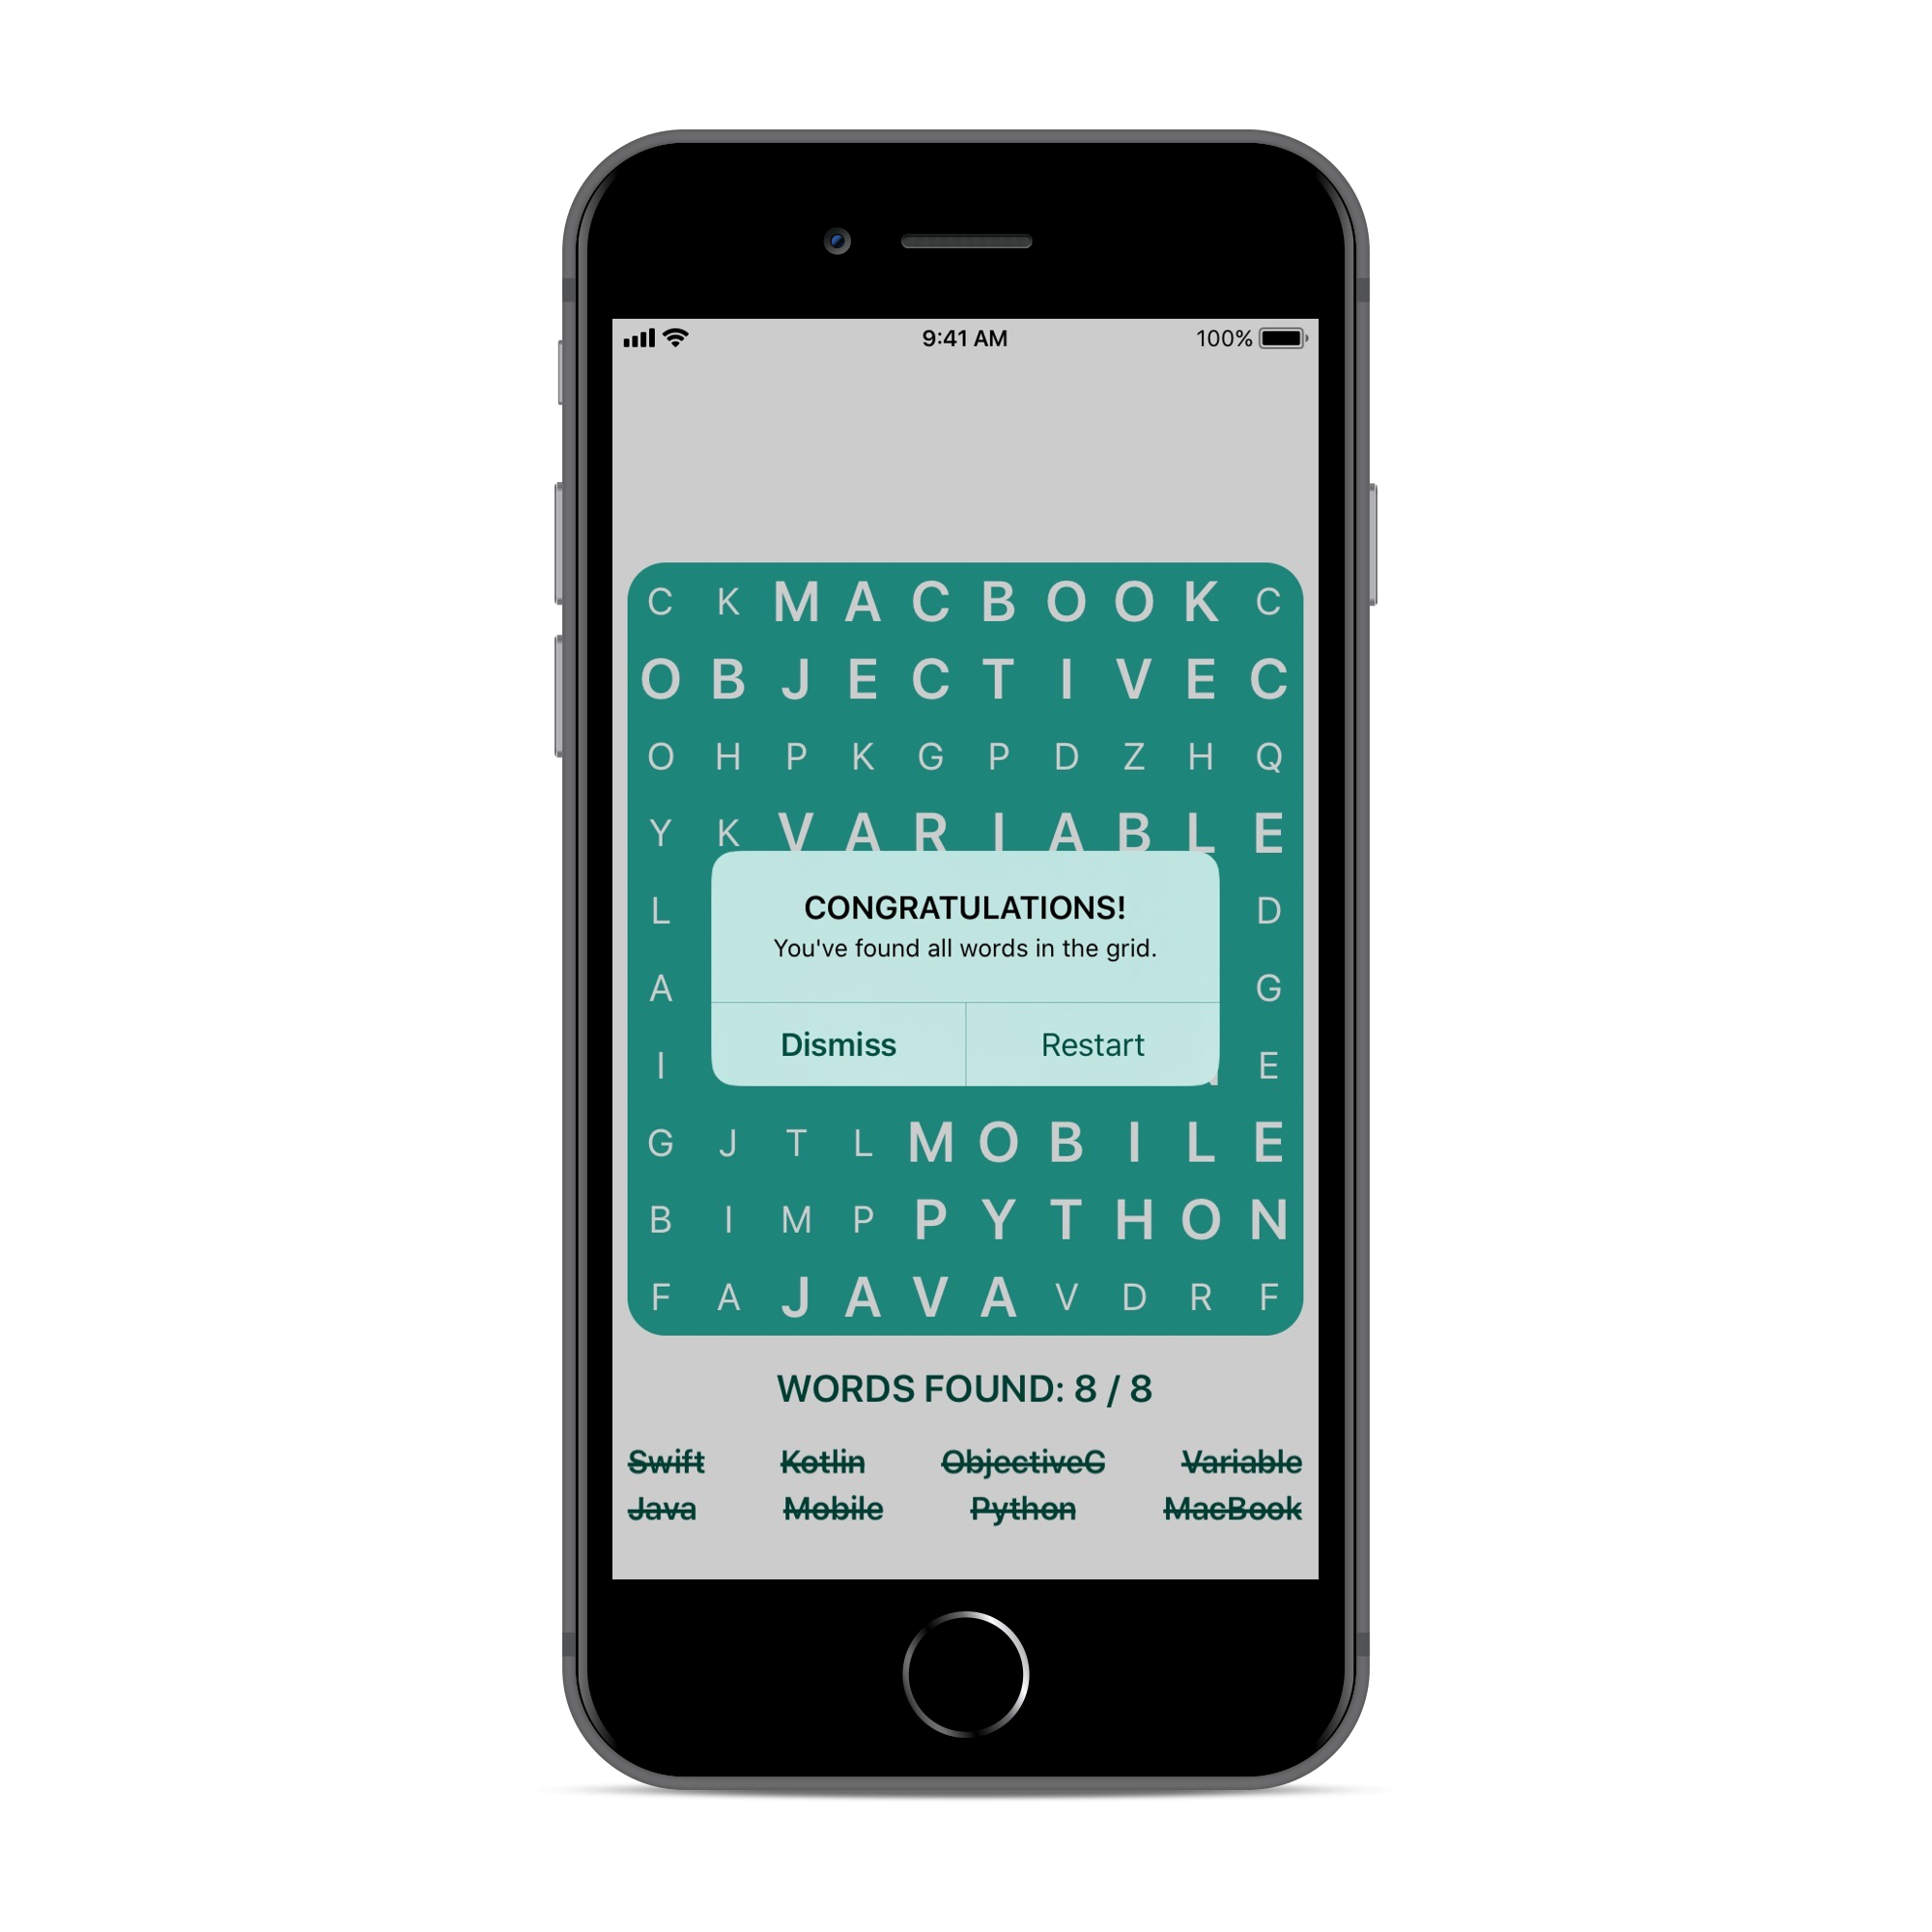 9:41 AM 100%
C K M A C B O O K C
O B J E C T I V E C
O H P K G P D Z H Q
Y K V A R I A B L E
L D
CONGRATULATIONS!
You've found all words in the grid.
A G
Dismiss Restart
I E
G J T L M O B I L E
B I M P P Y T H O N
F A J A V A V D R F
WORDS FOUND: 8 / 8
Swift Kotlin ObjectiveC Variable
Java Mobile Python MacBook